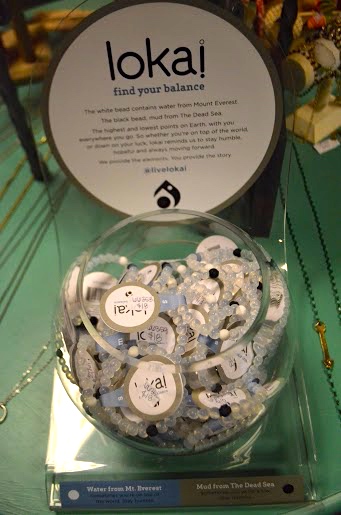 lokai
find your balance
The white bead contains water from Mount Everest
The black bead, mud from The Dead Sea.
The highest and lowest points on Earth, with you
everywhere you go. So whether you're on top of the world,
or down on your luck, lokai reminds us to stay humble,
hopeful and always moving forward.
We provide the elements. You provide the story.
@livelokai
lokai
$18
lokai
Water from Mt. Everest
Mud from The Dead Sea